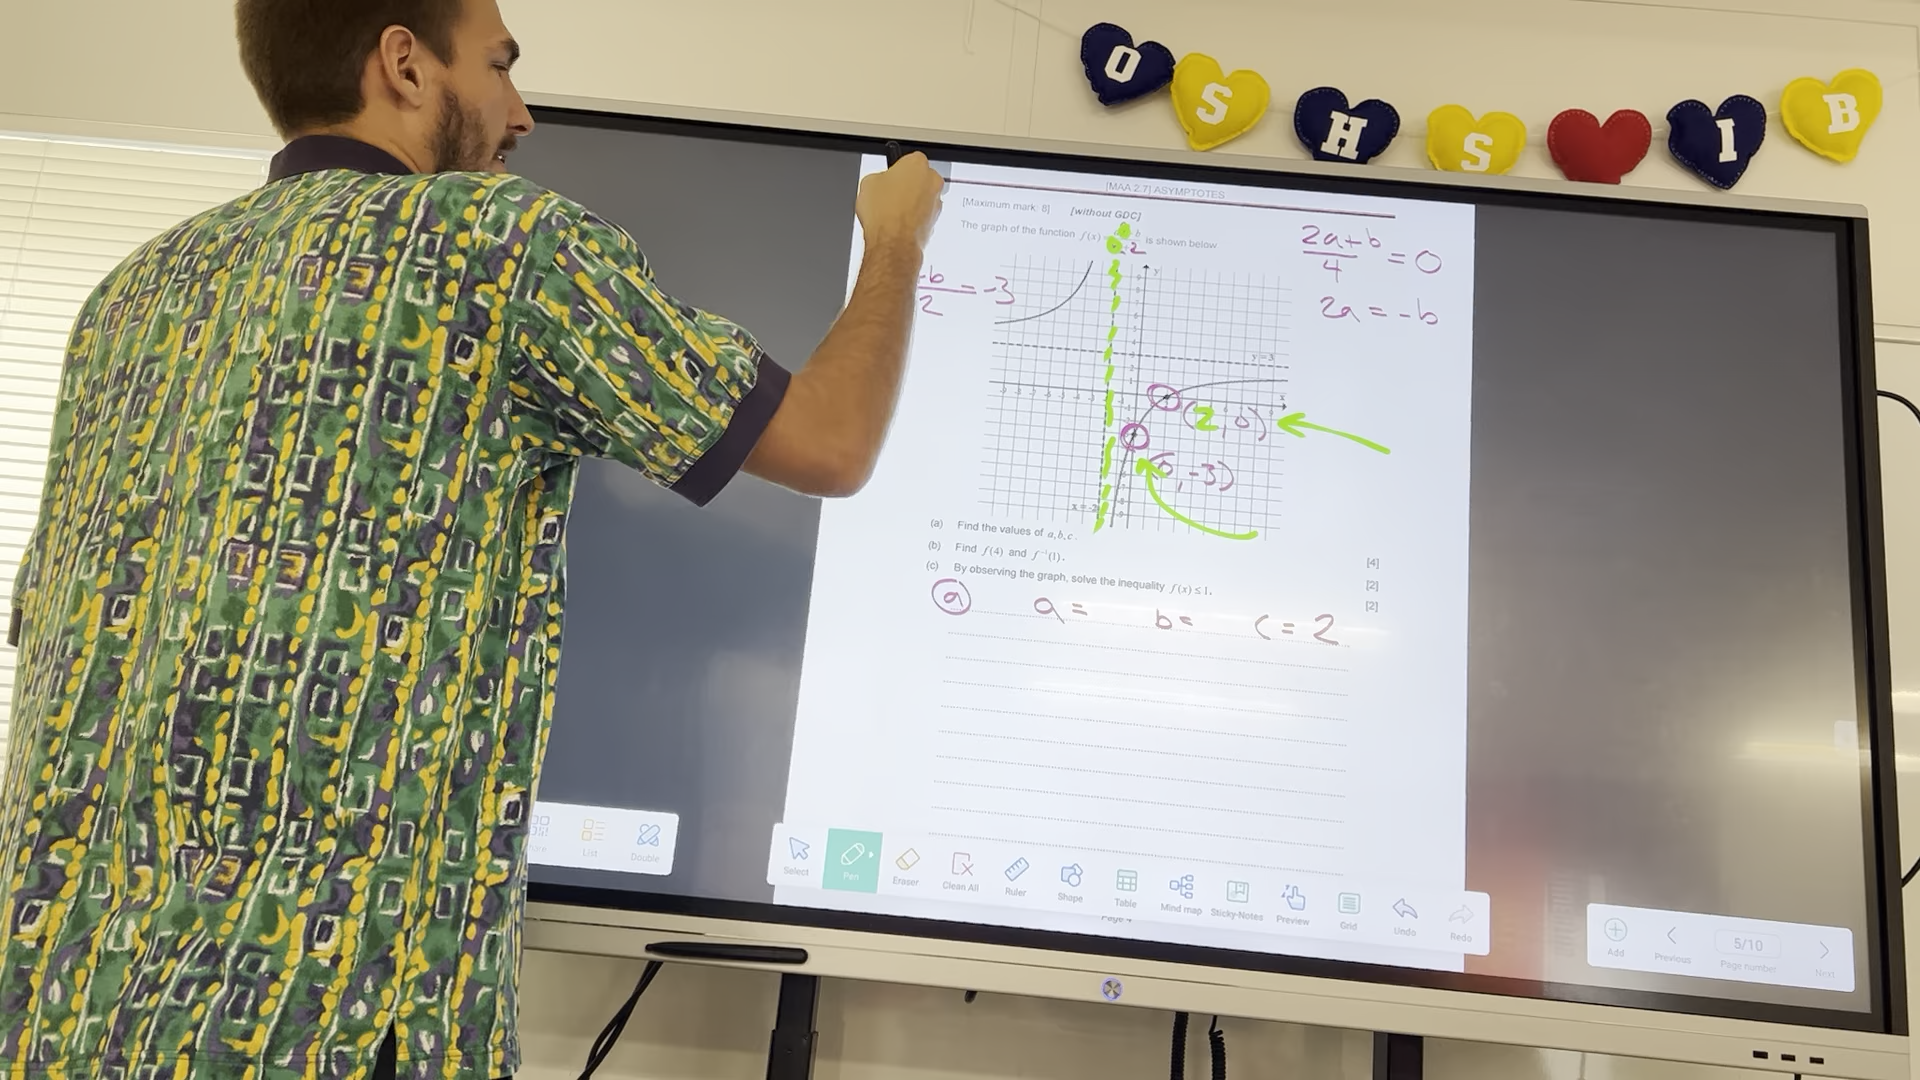 O S H S I B
[MAA 2.7] ASYMPTOTES
[Maximum mark: 8] [without GDC]
The graph of the function f(x) = is shown below
+2
2a+b
4
= 0
2a = -b
-b
2
= -3
y
y = 3
x
(2, 0)
(0, -3)
x = -2
(a) Find the values of a, b, c. [4]
(b) Find f(4) and f⁻¹(1). [2]
(c) By observing the graph, solve the inequality f(x) ≤ 1. [2]
a a = b = c = 2
List Double
Select Pen Eraser Clean All Ruler Shape Table Mind map Sticky-Notes Preview Grid Undo Redo
Page 4
Add Previous 5/10 Page number Next